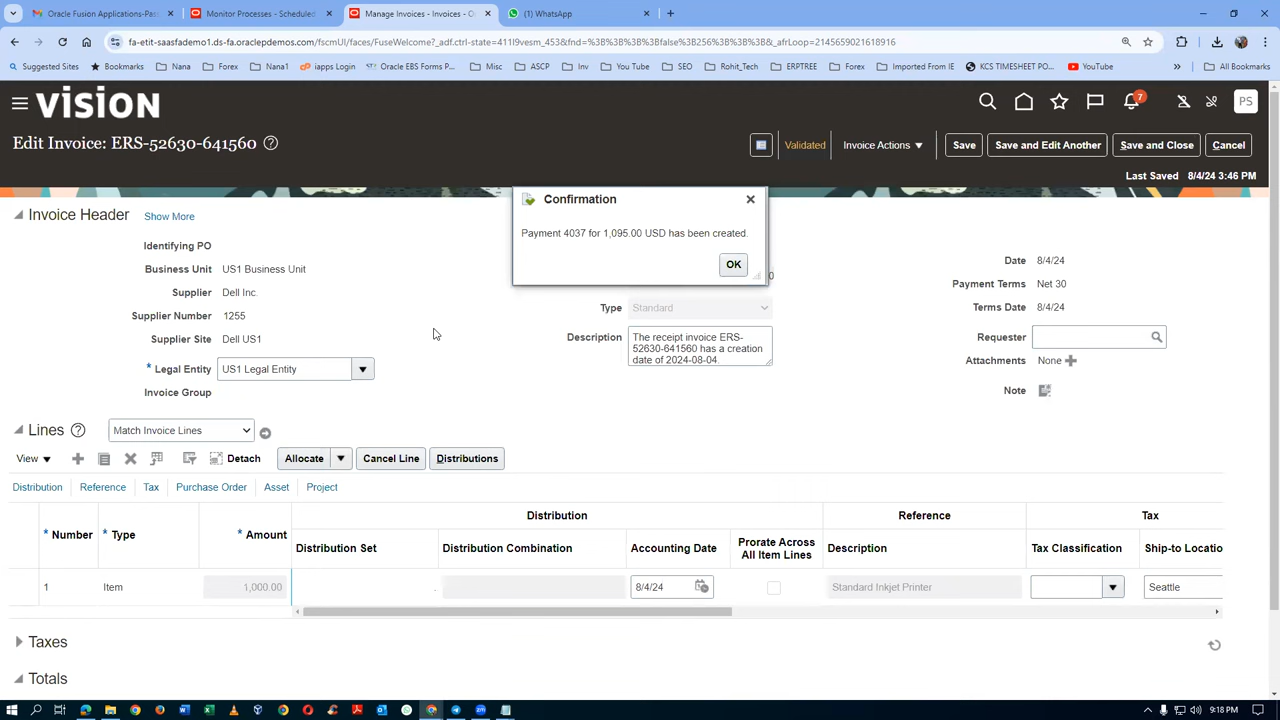 Oracle Fusion Applications-Pas
Monitor Processes - Scheduled
Manage Invoices - Invoices - O
(1) WhatsApp
fa-etit-saasfademo1.ds-fa.oraclepdemos.com/fscmUI/faces/FuseWelcome?_adf.ctrl-state=411l9vesm_453&fnd=%3B%3B%3B%3Bfalse%3B256%3B%3B%3B&_afrLoop=2145659021618916
Suggested Sites
Bookmarks
Nana
Forex
Nana1
iapps Login
Oracle EBS Forms P...
Misc
ASCP
Inv
You Tube
SEO
Rohit_Tech
ERPTREE
Forex
Imported From IE
KCS TIMESHEET PO...
YouTube
»
All Bookmarks
VISION
7
PS
Edit Invoice: ERS-52630-641560
Validated
Invoice Actions
Save
Save and Edit Another
Save and Close
Cancel
Last Saved 8/4/24 3:46 PM
Confirmation
Payment 4037 for 1,095.00 USD has been created.
OK
Invoice Header
Show More
Identifying PO
Business Unit US1 Business Unit
Supplier Dell Inc.
Supplier Number 1255
Supplier Site Dell US1
* Legal Entity US1 Legal Entity
Invoice Group
0
Type Standard
Description The receipt invoice ERS-
52630-641560 has a creation
date of 2024-08-04.
Date 8/4/24
Payment Terms Net 30
Terms Date 8/4/24
Requester
Attachments None
Note
Lines
Match Invoice Lines
View
Detach
Allocate
Cancel Line
Distributions
Distribution
Reference
Tax
Purchase Order
Asset
Project
Distribution
Reference
Tax
* Number
* Type
* Amount
Distribution Set
Distribution Combination
Accounting Date
Prorate Across
All Item Lines
Description
Tax Classification
Ship-to Locatio
1
Item
1,000.00
8/4/24
Standard Inkjet Printer
Seattle
Taxes
Totals
9:18 PM